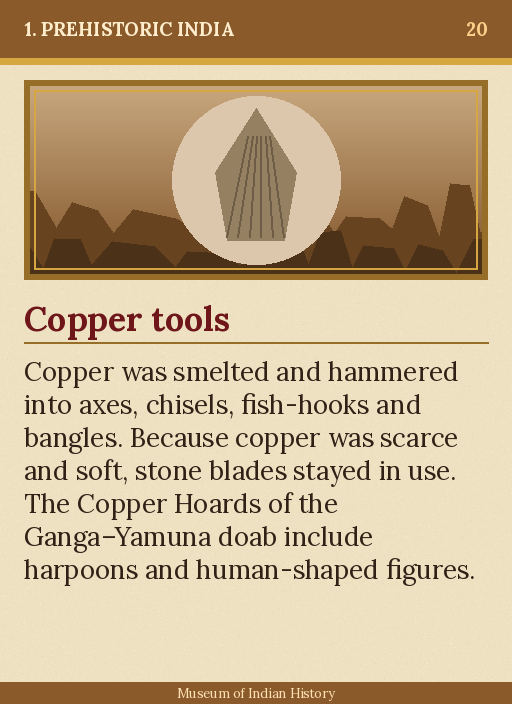 1. PREHISTORIC INDIA
20
Copper tools
Copper was smelted and hammered
into axes, chisels, fish-hooks and
bangles. Because copper was scarce
and soft, stone blades stayed in use.
The Copper Hoards of the
Ganga–Yamuna doab include
harpoons and human-shaped figures.
Museum of Indian History